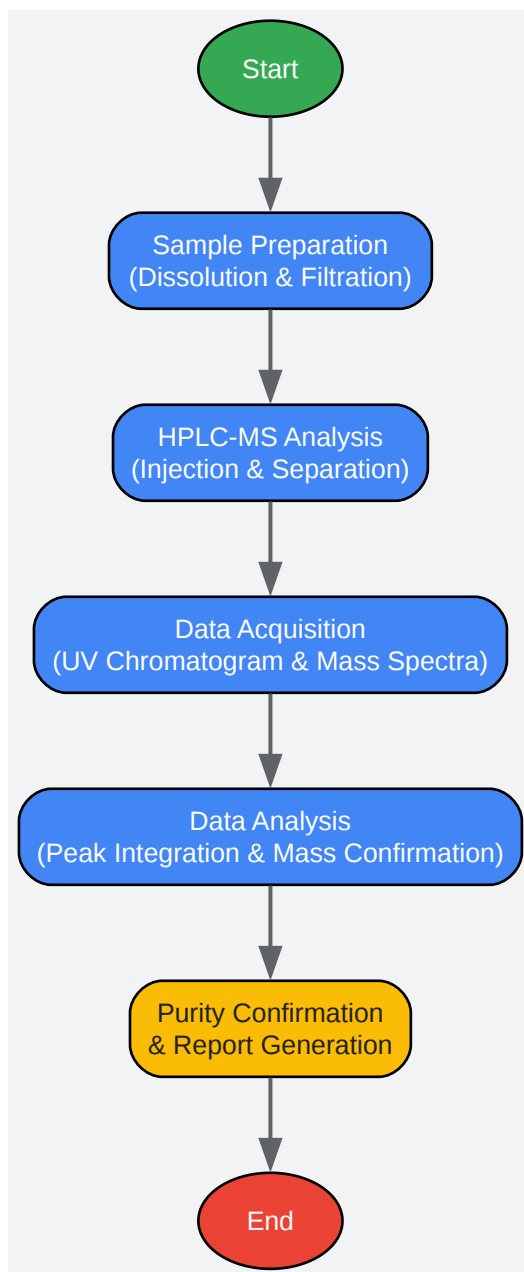 Start
Sample Preparation
(Dissolution & Filtration)
HPLC-MS Analysis
(Injection & Separation)
Data Acquisition
(UV Chromatogram & Mass Spectra)
Data Analysis
(Peak Integration & Mass Confirmation)
Purity Confirmation
& Report Generation
End